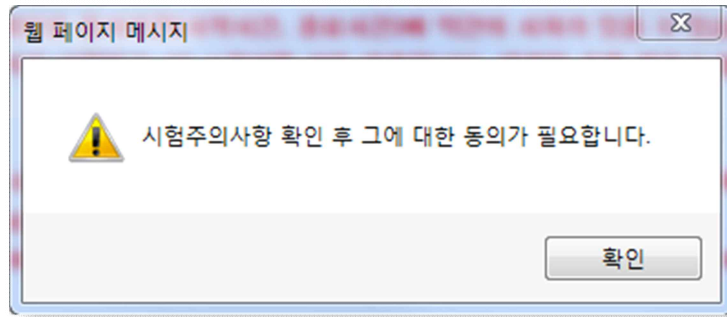 웹 페이지 메시지
시험주의사항 확인 후 그에 대한 동의가 필요합니다.
확인